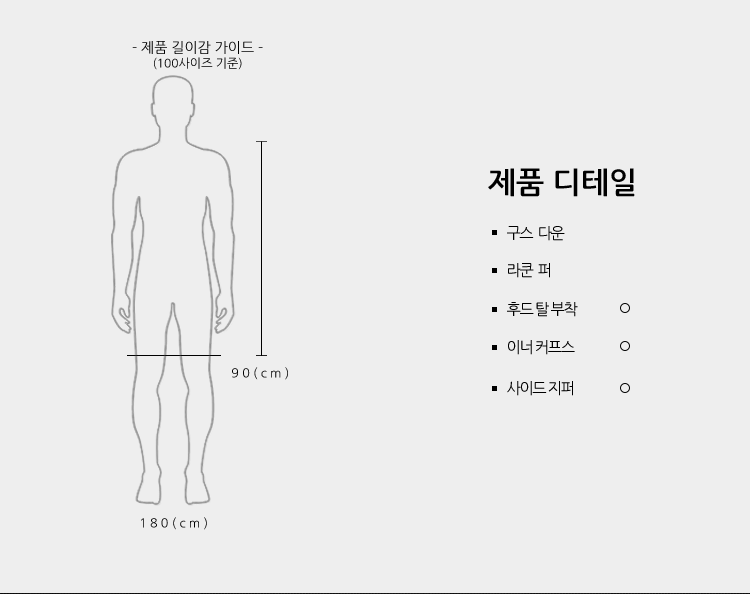 - 제품 길이감 가이드 -
(100사이즈 기준)
90(cm)
180(cm)
제품 디테일
▪ 구스 다운
▪ 라쿤 퍼
▪ 후드탈부착 ○
▪ 이너커프스 ○
▪ 사이드지퍼 ○